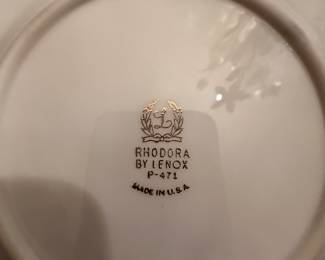 L
RHODORA
BY LENOX
P-471
MADE IN U.S.A.